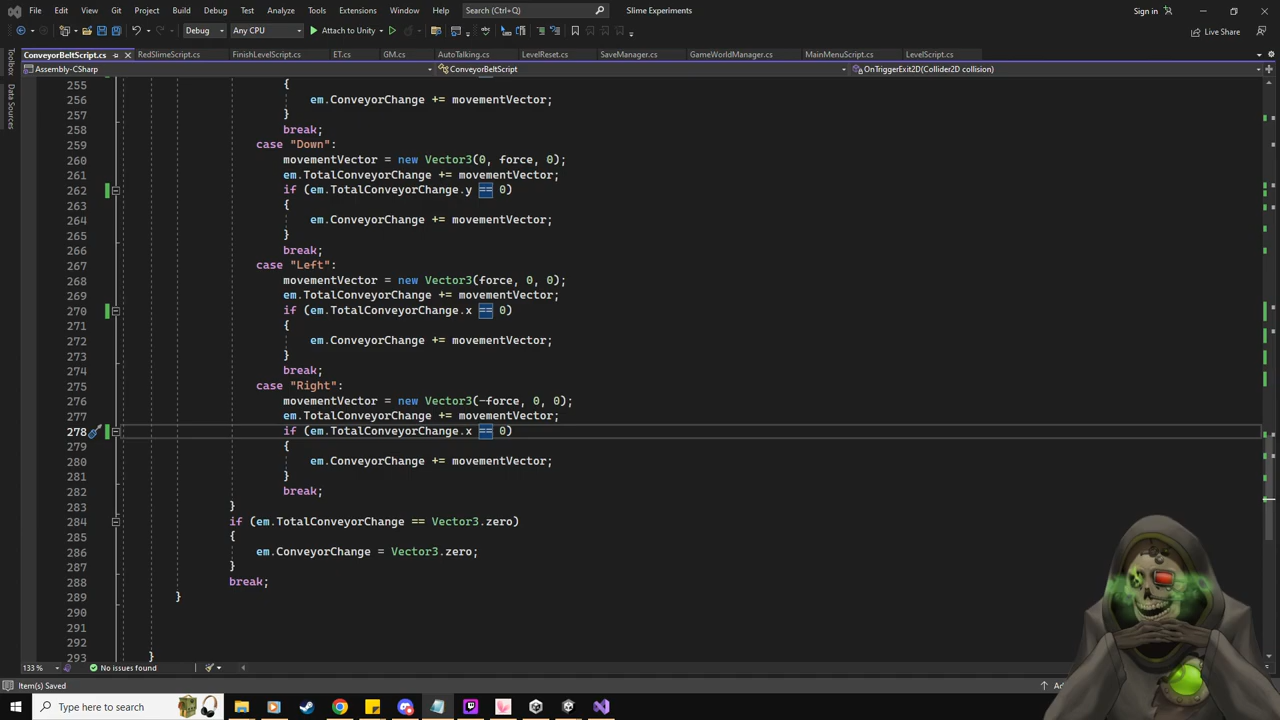 File Edit View Git Project Build Debug Test Analyze Tools Extensions Window Help Search (Ctrl+Q) Slime Experiments Sign in
Debug Any CPU Attach to Unity Live Share
ConveyorBeltScript.cs RedSlimeScript.cs FinishLevelScript.cs ET.cs GM.cs AutoTalking.cs LevelReset.cs SaveManager.cs GameWorldManager.cs MainMenuScript.cs LevelScript.cs
Toolbox
Data Sources
Assembly-CSharp ConveyorBeltScript OnTriggerExit2D(Collider2D collision)
255 {
256 em.ConveyorChange += movementVector;
257 }
258 break;
259 case "Down":
260 movementVector = new Vector3(0, force, 0);
261 em.TotalConveyorChange += movementVector;
262 if (em.TotalConveyorChange.y == 0)
263 {
264 em.ConveyorChange += movementVector;
265 }
266 break;
267 case "Left":
268 movementVector = new Vector3(force, 0, 0);
269 em.TotalConveyorChange += movementVector;
270 if (em.TotalConveyorChange.x == 0)
271 {
272 em.ConveyorChange += movementVector;
273 }
274 break;
275 case "Right":
276 movementVector = new Vector3(-force, 0, 0);
277 em.TotalConveyorChange += movementVector;
278 if (em.TotalConveyorChange.x == 0)
279 {
280 em.ConveyorChange += movementVector;
281 }
282 break;
283 }
284 if (em.TotalConveyorChange == Vector3.zero)
285 {
286 em.ConveyorChange = Vector3.zero;
287 }
288 break;
289 }
290
291
292
293 }
133 % No issues found
Item(s) Saved
Type here to search